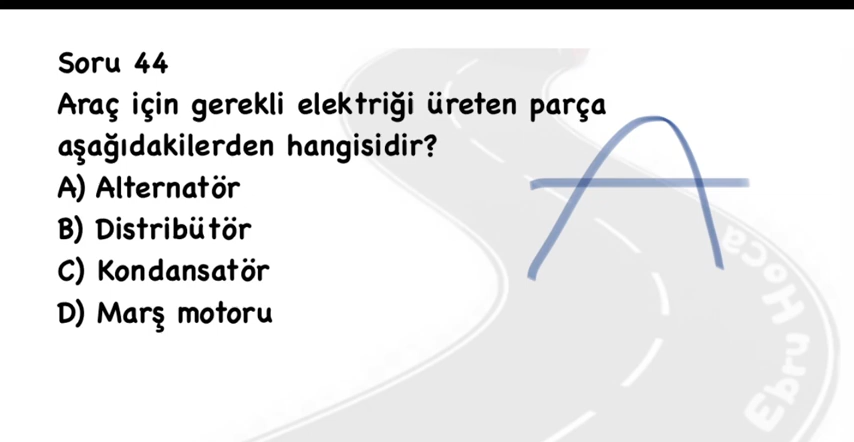 Soru 44
Araç için gerekli elektriği üreten parça
aşağıdakilerden hangisidir?
A) Alternatör
B) Distribütör
C) Kondansatör
D) Marş motoru
A
Ebru Hoca